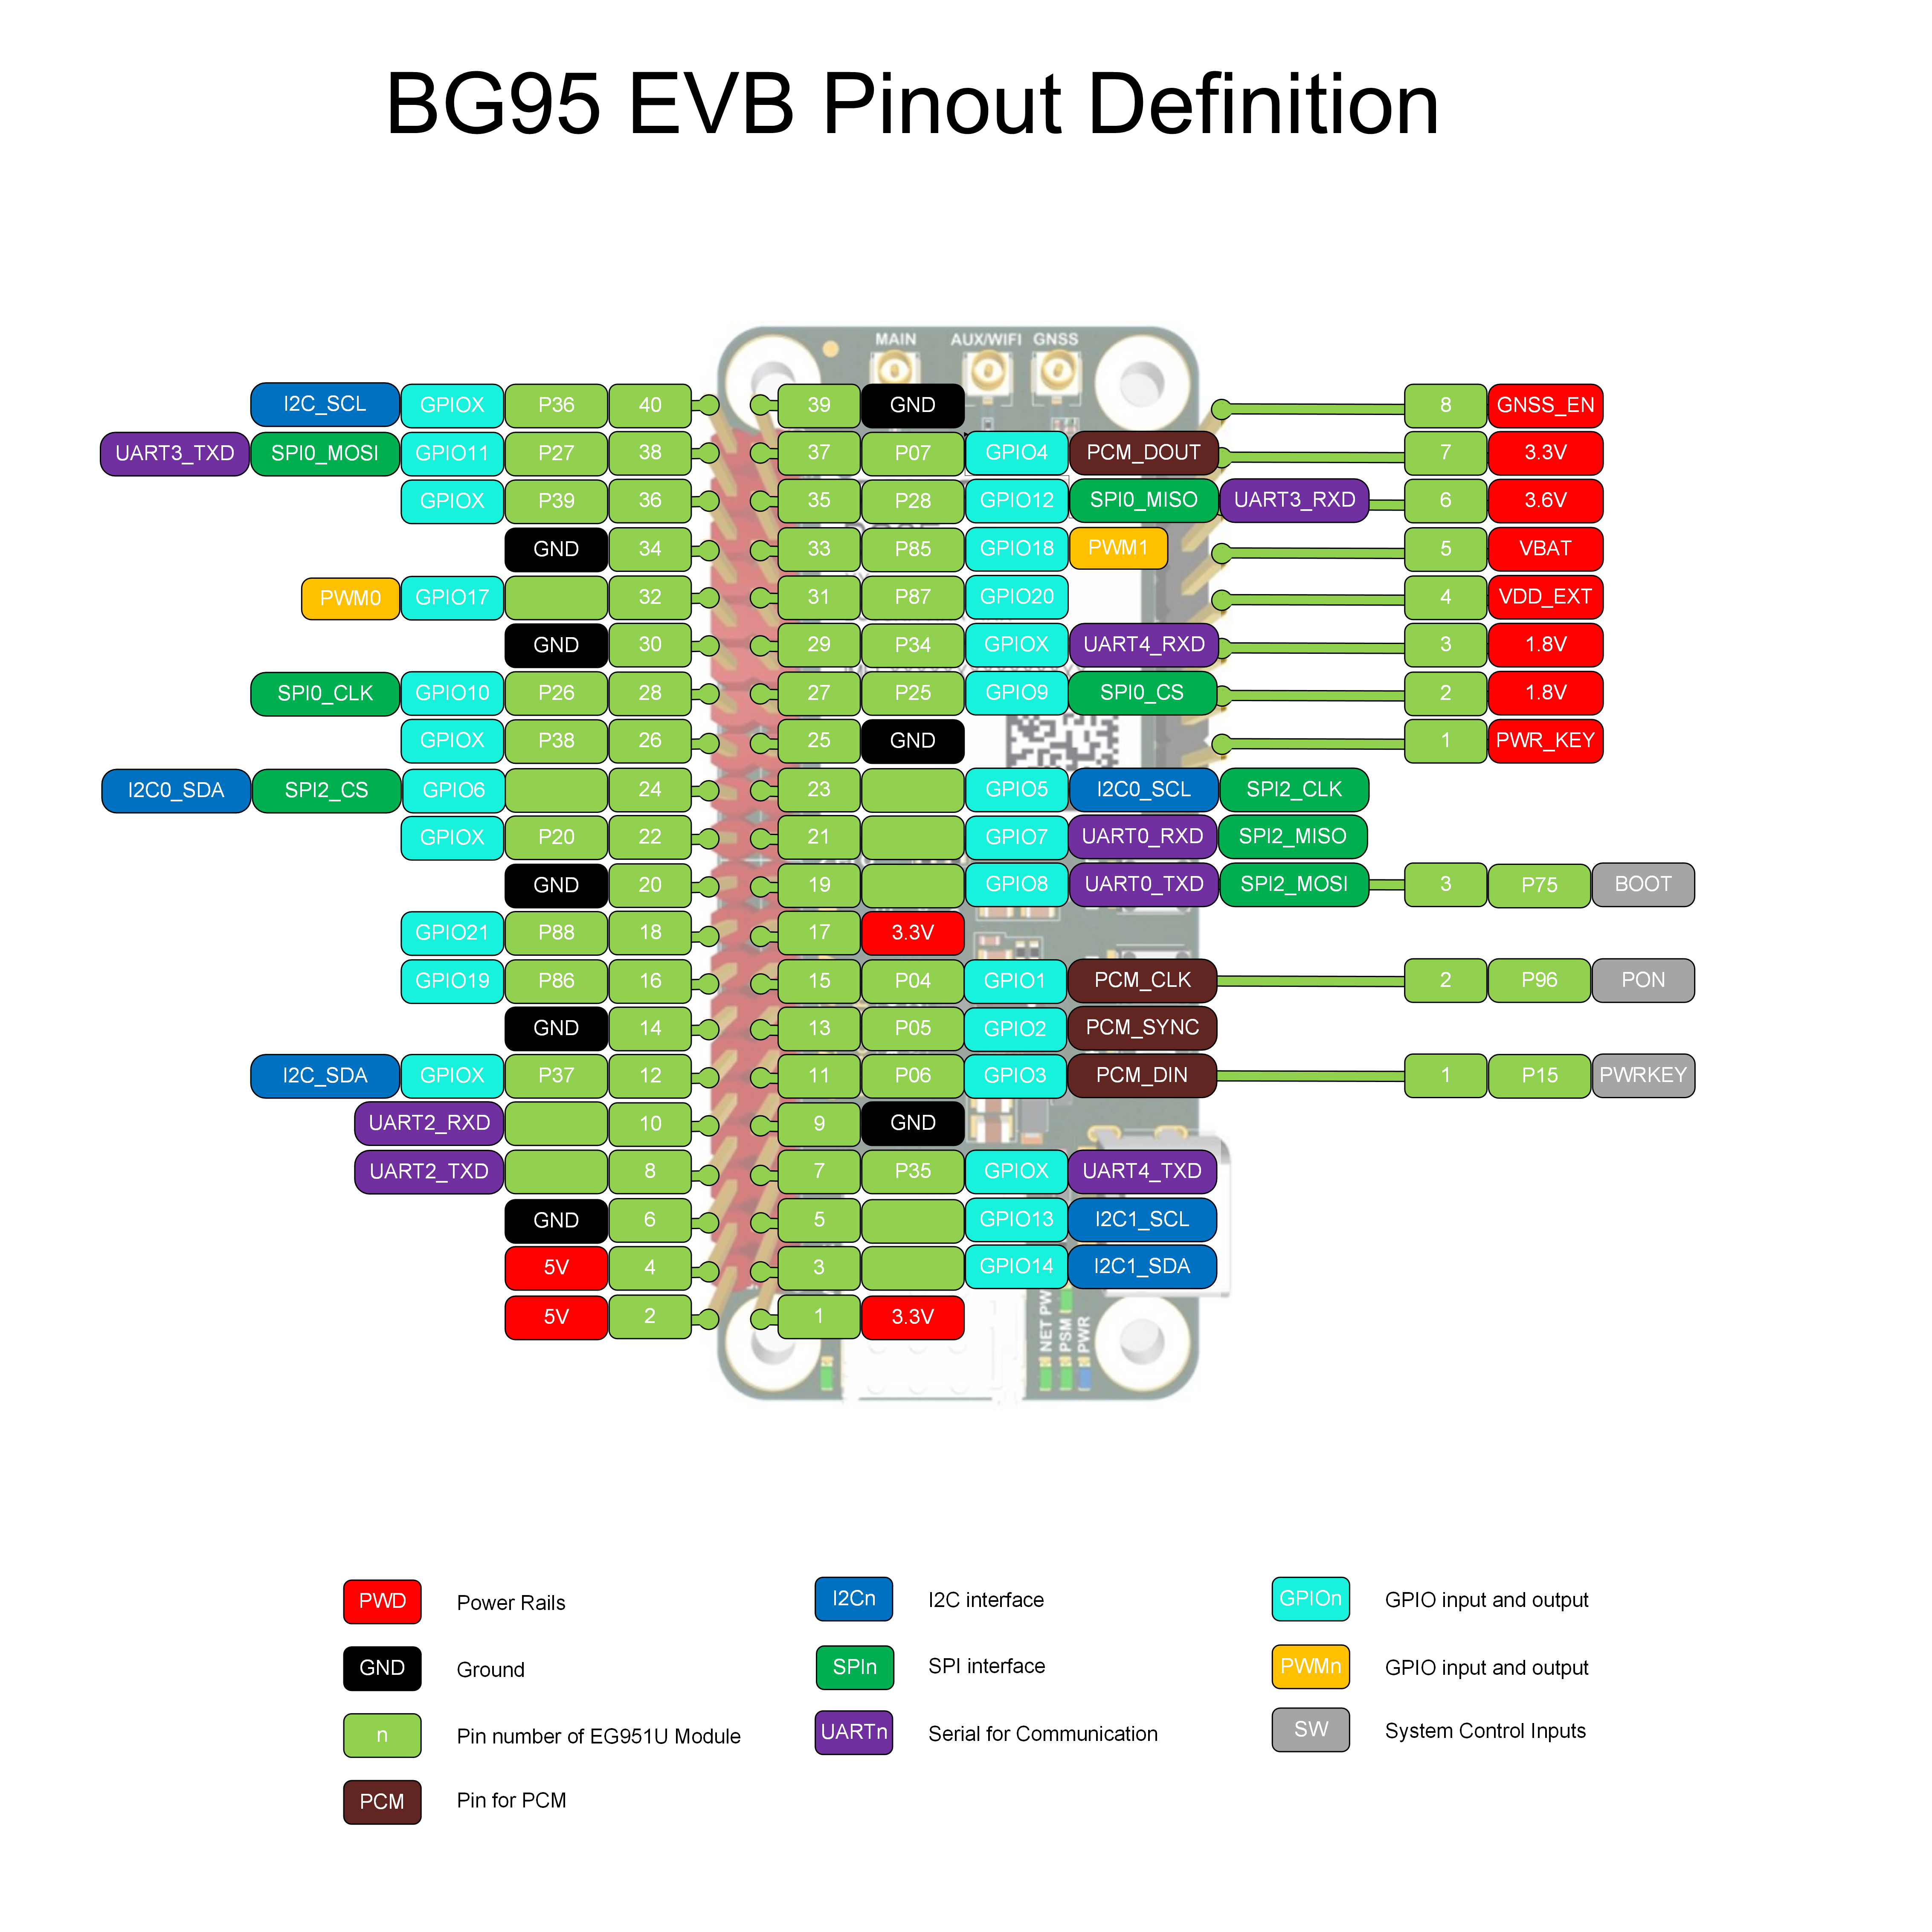 BG95 EVB Pinout Definition
MAIN AUX/WIFI GNSS
I2C_SCL GPIOX P36 40 39 GND 8 GNSS_EN
UART3_TXD SPI0_MOSI GPIO11 P27 38 37 P07 GPIO4 PCM_DOUT 7 3.3V
GPIOX P39 36 35 P28 GPIO12 SPI0_MISO UART3_RXD 6 3.6V
GND 34 33 P85 GPIO18 PWM1 5 VBAT
PWM0 GPIO17 32 31 P87 GPIO20 4 VDD_EXT
GND 30 29 P34 GPIOX UART4_RXD 3 1.8V
SPI0_CLK GPIO10 P26 28 27 P25 GPIO9 SPI0_CS 2 1.8V
GPIOX P38 26 25 GND 1 PWR_KEY
I2C0_SDA SPI2_CS GPIO6 24 23 GPIO5 I2C0_SCL SPI2_CLK
GPIOX P20 22 21 GPIO7 UART0_RXD SPI2_MISO
GND 20 19 GPIO8 UART0_TXD SPI2_MOSI 3 P75 BOOT
GPIO21 P88 18 17 3.3V
GPIO19 P86 16 15 P04 GPIO1 PCM_CLK 2 P96 PON
GND 14 13 P05 GPIO2 PCM_SYNC
I2C_SDA GPIOX P37 12 11 P06 GPIO3 PCM_DIN 1 P15 PWRKEY
UART2_RXD 10 9 GND
UART2_TXD 8 7 P35 GPIOX UART4_TXD
GND 6 5 GPIO13 I2C1_SCL
5V 4 3 GPIO14 I2C1_SDA
5V 2 1 3.3V
NET PSM PWR
PWD Power Rails I2Cn I2C interface GPIOn GPIO input and output
GND Ground SPIn SPI interface PWMn GPIO input and output
n Pin number of EG951U Module UARTn Serial for Communication SW System Control Inputs
PCM Pin for PCM